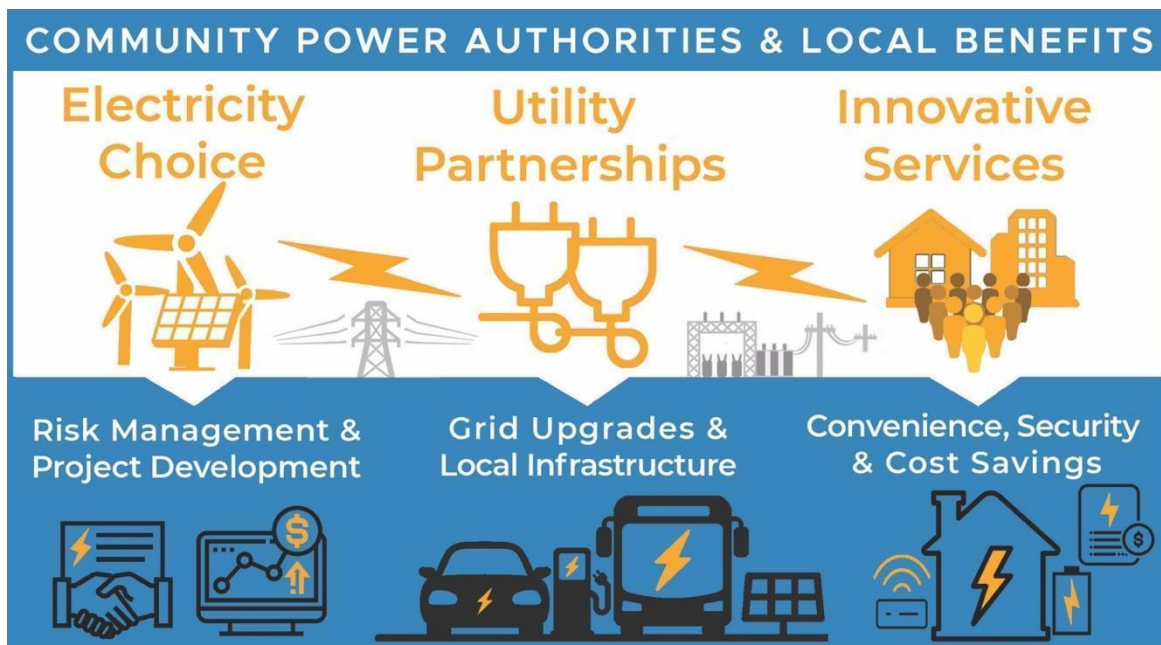 COMMUNITY POWER AUTHORITIES & LOCAL BENEFITS
Electricity
Choice
Utility
Partnerships
Innovative
Services
Risk Management &
Project Development
Grid Upgrades &
Local Infrastructure
Convenience, Security
& Cost Savings
$
$